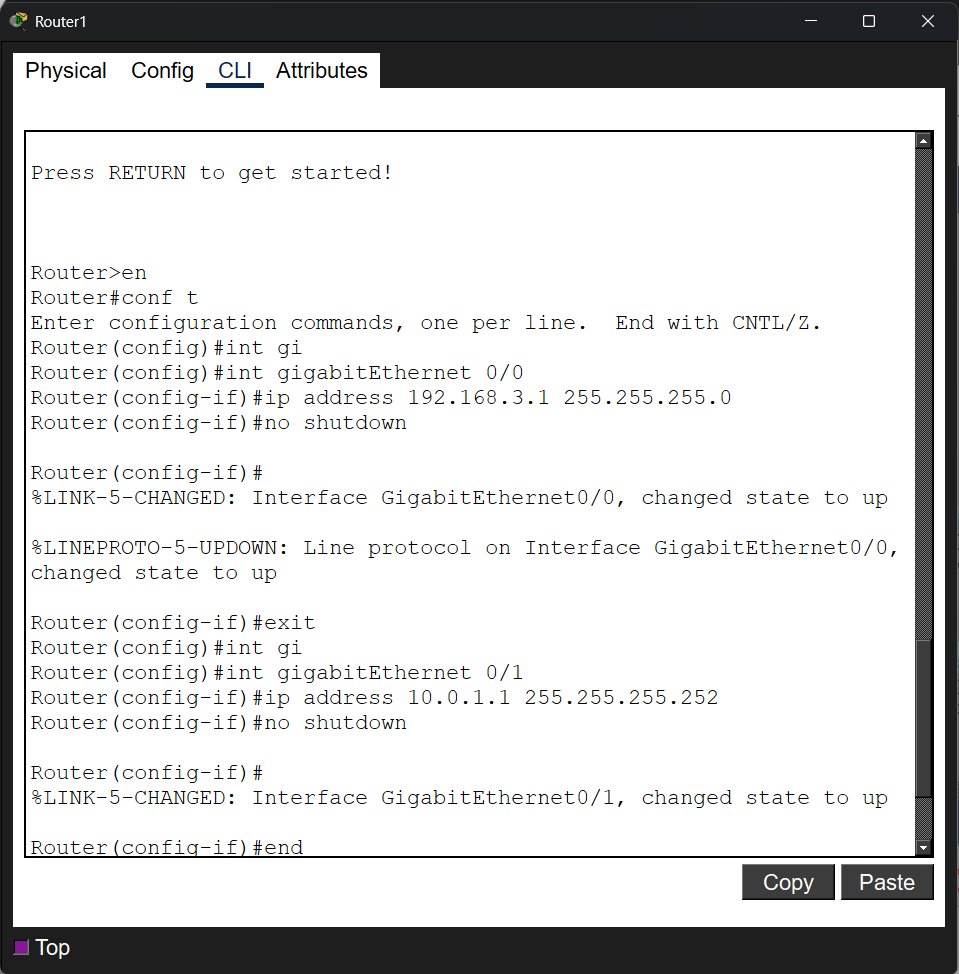 Router1
Physical Config CLI Attributes
Press RETURN to get started!
Router>en
Router#conf t
Enter configuration commands, one per line.  End with CNTL/Z.
Router(config)#int gi
Router(config)#int gigabitEthernet 0/0
Router(config-if)#ip address 192.168.3.1 255.255.255.0
Router(config-if)#no shutdown
Router(config-if)#
%LINK-5-CHANGED: Interface GigabitEthernet0/0, changed state to up
%LINEPROTO-5-UPDOWN: Line protocol on Interface GigabitEthernet0/0,
changed state to up
Router(config-if)#exit
Router(config)#int gi
Router(config)#int gigabitEthernet 0/1
Router(config-if)#ip address 10.0.1.1 255.255.255.252
Router(config-if)#no shutdown
Router(config-if)#
%LINK-5-CHANGED: Interface GigabitEthernet0/1, changed state to up
Router(config-if)#end
Copy Paste
Top